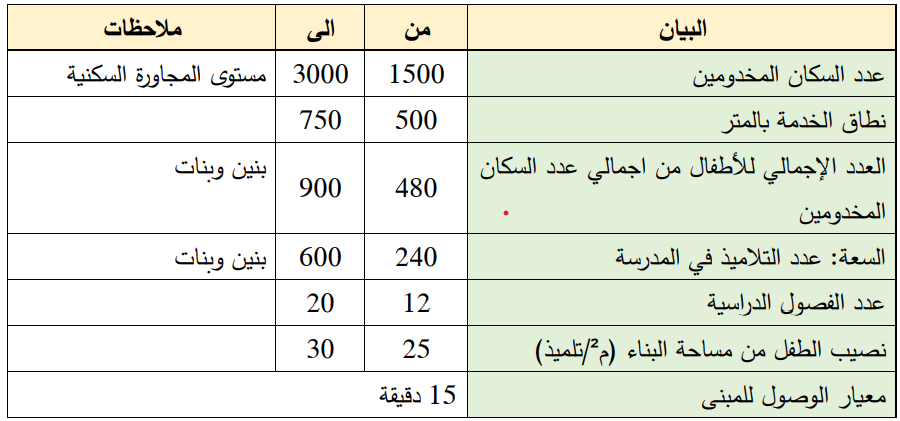 البيان من الى ملاحظات
عدد السكان المخدومين 1500 3000 مستوى المجاورة السكنية
نطاق الخدمة بالمتر 500 750
العدد الإجمالي للأطفال من اجمالي عدد السكان
المخدومين 480 900 بنين وبنات
السعة: عدد التلاميذ في المدرسة 240 600 بنين وبنات
عدد الفصول الدراسية 12 20
نصيب الطفل من مساحة البناء (م²/تلميذ) 25 30
معيار الوصول للمبنى 15 دقيقة